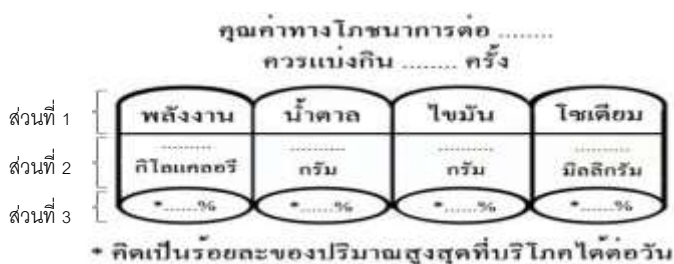 คุณค่าทางโภชนาการต่อ ........
ควรแบ่งกิน ........ ครั้ง
ส่วนที่ 1 พลังงาน น้ำตาล ไขมัน โซเดียม
ส่วนที่ 2 ......... กิโลแคลอรี ......... กรัม ......... กรัม ......... มิลลิกรัม
ส่วนที่ 3 *......% *......% *......% *......%
* คิดเป็นร้อยละของปริมาณสูงสุดที่บริโภคได้ต่อวัน